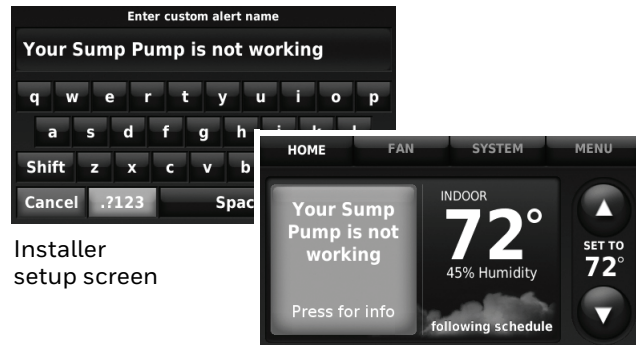 Enter custom alert name
Your Sump Pump is not working
q w e r t y u i o p
a s d f g h
Shift z x c v b
Cancel .?123 Spac
Installer
setup screen
HOME FAN SYSTEM MENU
Your Sump
Pump is not
working
Press for info
INDOOR
72°
45% Humidity
following schedule
SET TO
72°